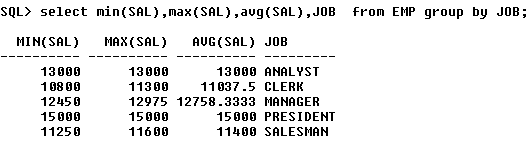 SQL> select min(SAL),max(SAL),avg(SAL),JOB  from EMP group by JOB;
  MIN(SAL)   MAX(SAL)   AVG(SAL) JOB
---------- ---------- ---------- ---------
     13000      13000      13000 ANALYST
     10800      11300    11037.5 CLERK
     12450      12975 12758.3333 MANAGER
     15000      15000      15000 PRESIDENT
     11250      11600      11400 SALESMAN